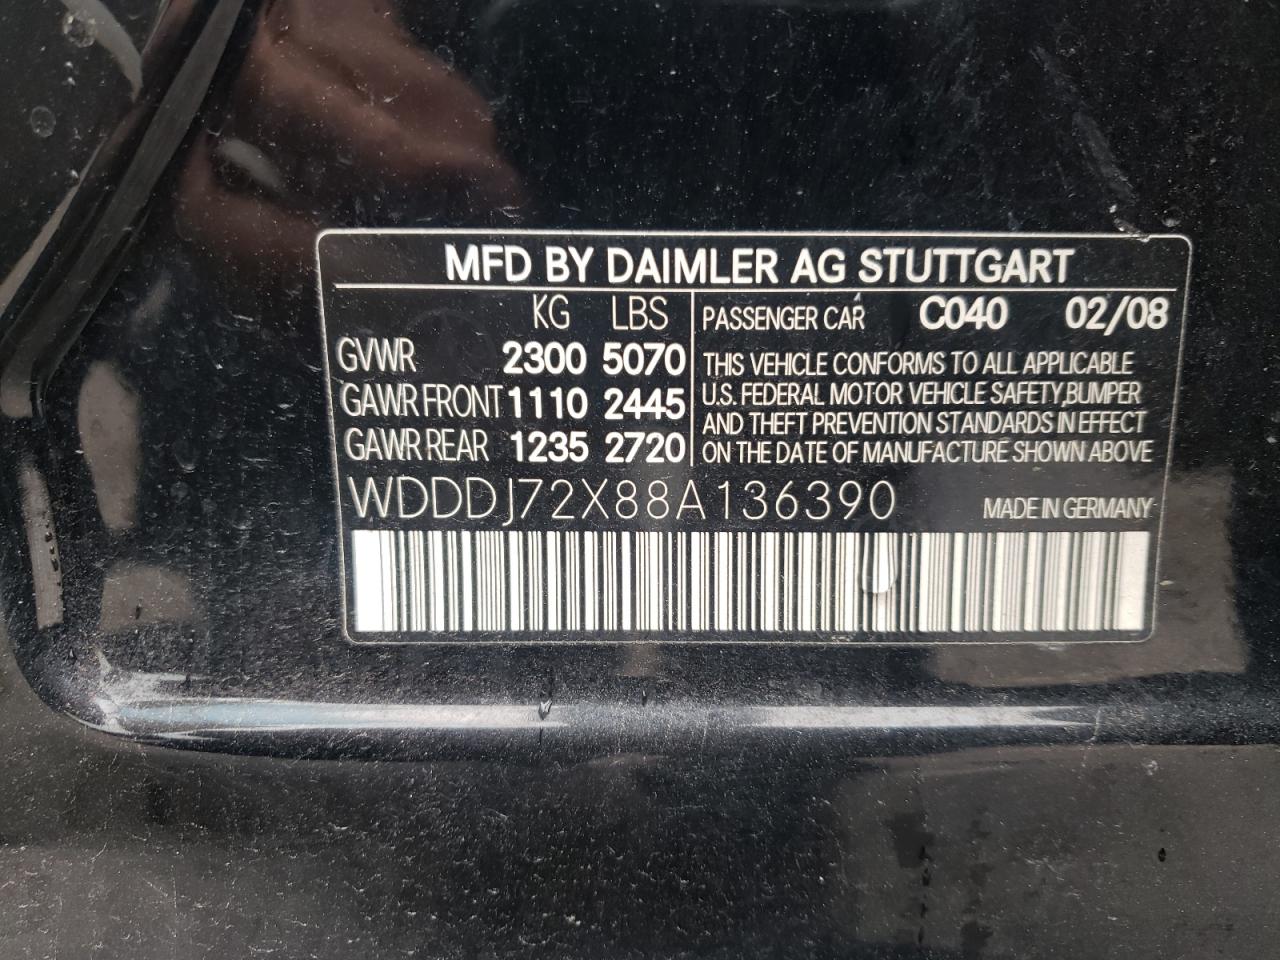 MFD BY DAIMLER AG STUTTGART
KG LBS
GVWR 2300 5070
GAWR FRONT 1110 2445
GAWR REAR 1235 2720
PASSENGER CAR C040 02/08
THIS VEHICLE CONFORMS TO ALL APPLICABLE
U.S. FEDERAL MOTOR VEHICLE SAFETY,BUMPER
AND THEFT PREVENTION STANDARDS IN EFFECT
ON THE DATE OF MANUFACTURE SHOWN ABOVE
WDDDJ72X88A136390 MADE IN GERMANY